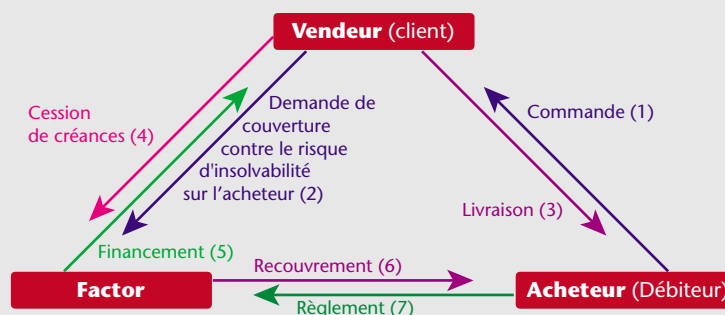 Vendeur (client)
Cession
de créances (4)
Demande de
couverture
contre le risque
d'insolvabilité
sur l'acheteur (2)
Commande (1)
Livraison (3)
Financement (5)
Recouvrement (6)
Factor
Acheteur (Débiteur)
Règlement (7)